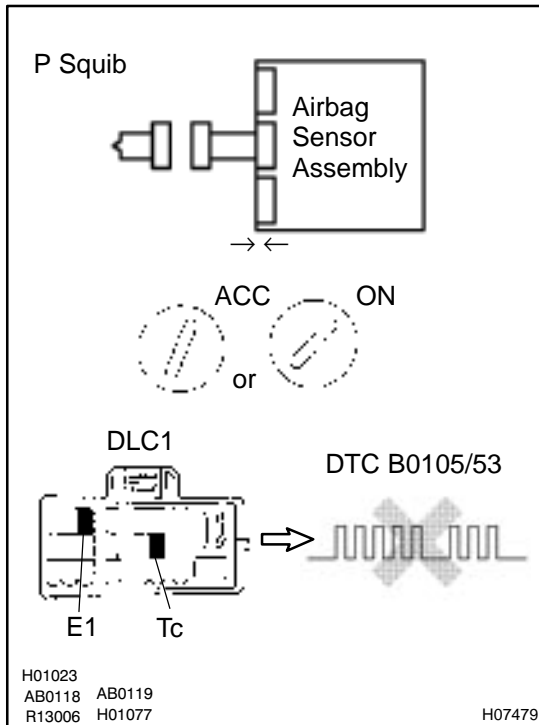 P Squib
Airbag
Sensor
Assembly
ACC ON
or
DLC1
DTC B0105/53
E1 Tc
H01023
AB0118 AB0119
R13006 H01077 H07479